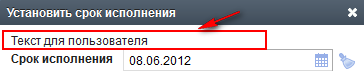 Установить срок исполнения
Текст для пользователя
Срок исполнения 08.06.2012